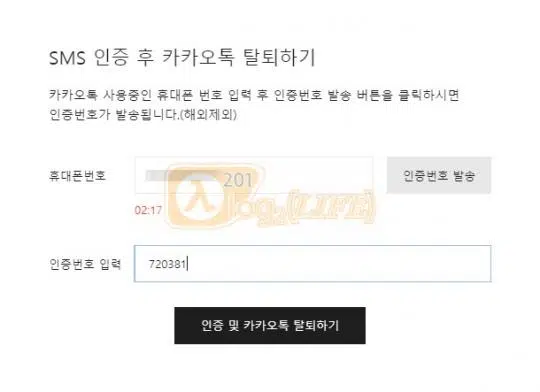 SMS 인증 후 카카오톡 탈퇴하기
카카오톡 사용중인 휴대폰 번호 입력 후 인증번호 발송 버튼을 클릭하시면
인증번호가 발송됩니다.(해외제외)
휴대폰번호
201
인증번호 발송
02:17
인증번호 입력
720381
인증 및 카카오톡 탈퇴하기